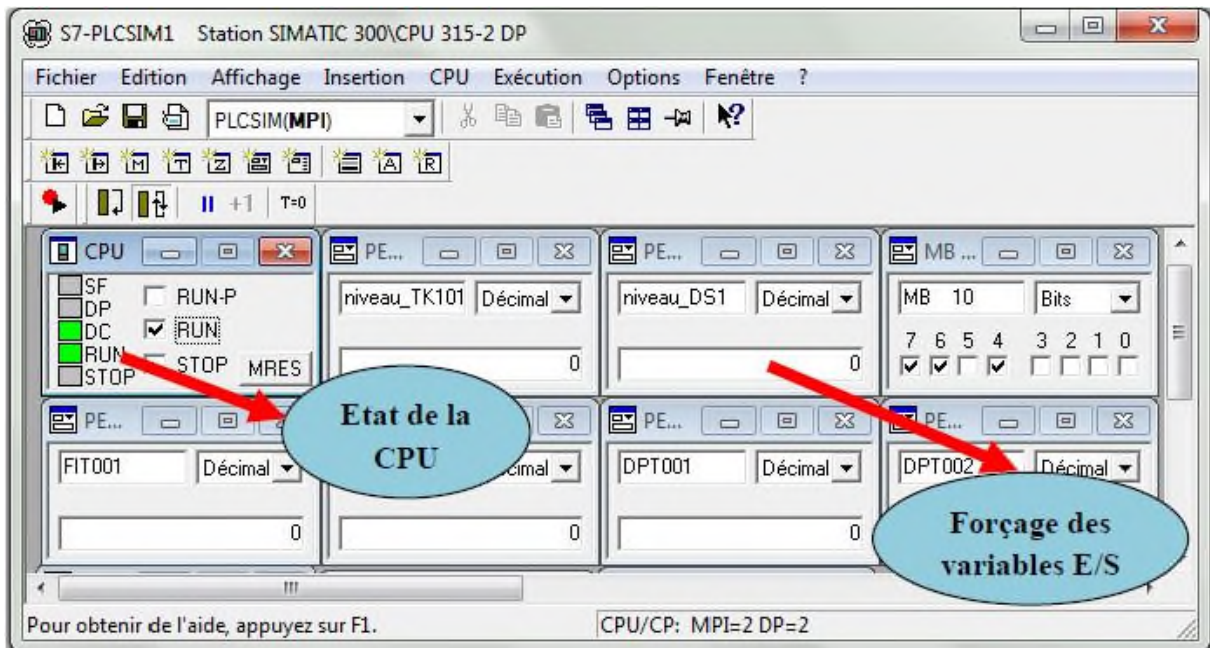 S7-PLCSIM1 Station SIMATIC 300\CPU 315-2 DP
Fichier Edition Affichage Insertion CPU Exécution Options Fenêtre ?
PLCSIM(MPI)
+1 T=0
CPU
SF
DP
DC
RUN
STOP
RUN-P
RUN
STOP
MRES
PE...
niveau_TK101 Décimal
0
PE...
niveau_DS1 Décimal
0
MB ...
MB 10 Bits
7 6 5 4 3 2 1 0
PE...
FIT001 Décimal
0
Etat de la
CPU
0
PE...
DPT001 Décimal
0
PE...
DPT002 Décimal
Forçage des
variables E/S
Pour obtenir de l'aide, appuyez sur F1.
CPU/CP: MPI=2 DP=2